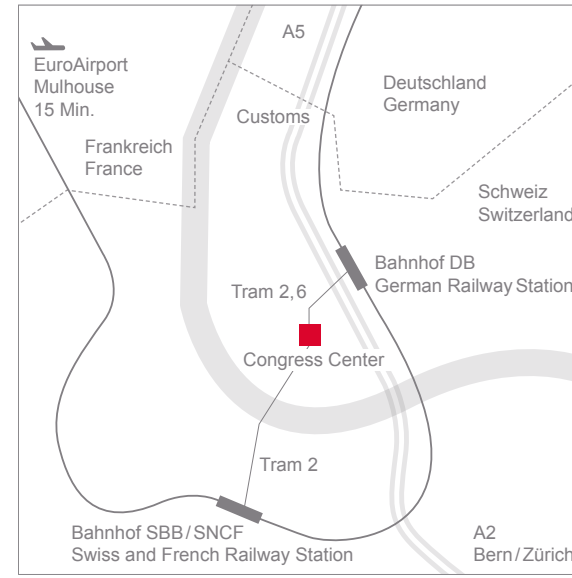 A5
EuroAirport
Mulhouse
15 Min.
Deutschland
Germany
Customs
Frankreich
France
Schweiz
Switzerland
Bahnhof DB
German Railway Station
Tram 2,6
Congress Center
Tram 2
Bahnhof SBB/SNCF
Swiss and French Railway Station
A2
Bern/Zürich